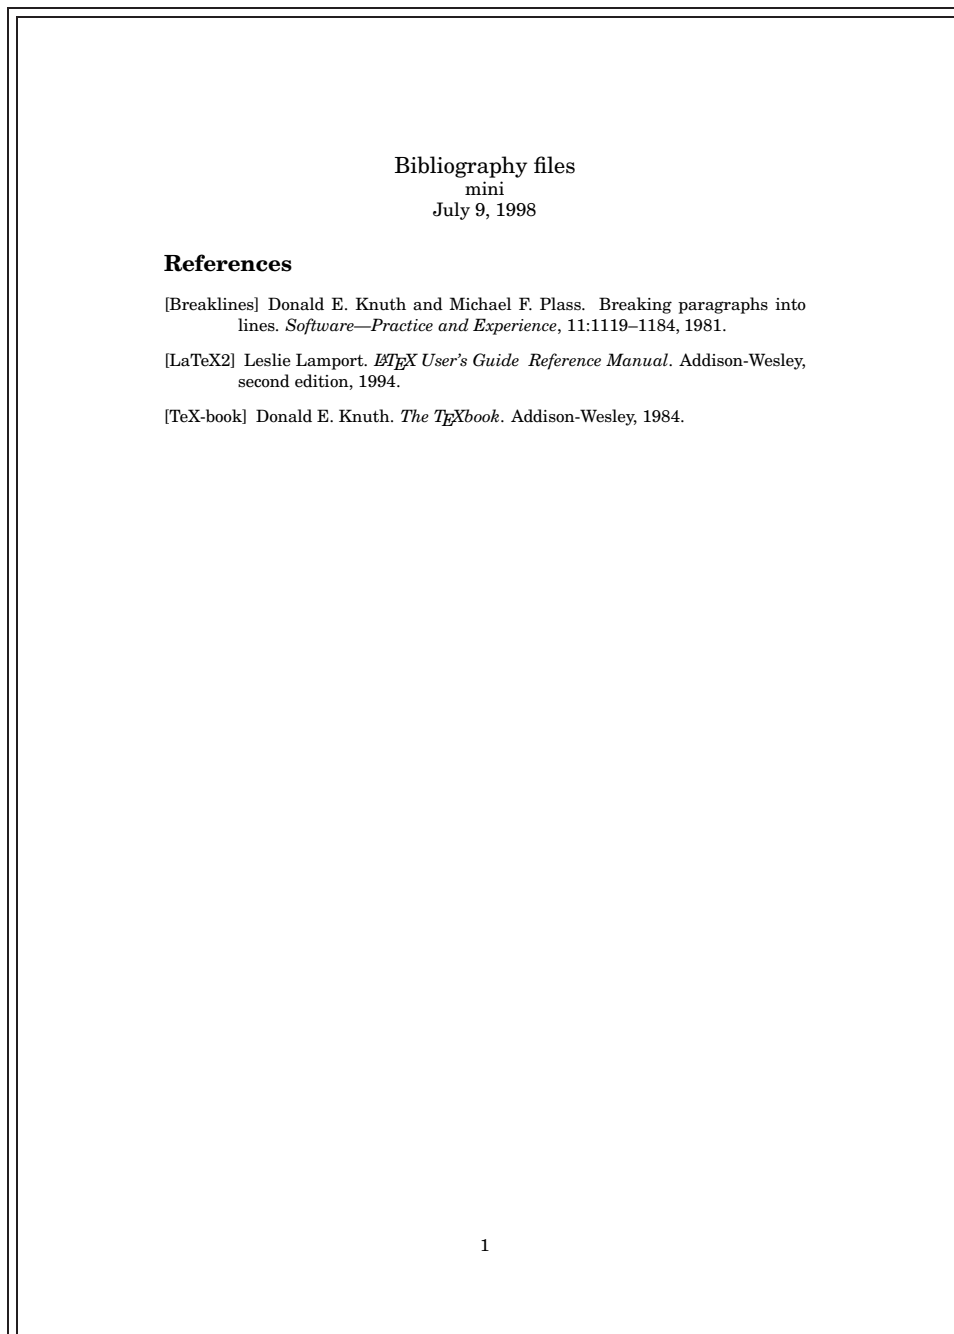 Bibliography files
mini
July 9, 1998
References
[Breaklines] Donald E. Knuth and Michael F. Plass. Breaking paragraphs into
lines. Software—Practice and Experience, 11:1119–1184, 1981.
[LaTeX2] Leslie Lamport. LATEX User's Guide Reference Manual. Addison-Wesley,
second edition, 1994.
[TeX-book] Donald E. Knuth. The TEXbook. Addison-Wesley, 1984.
1